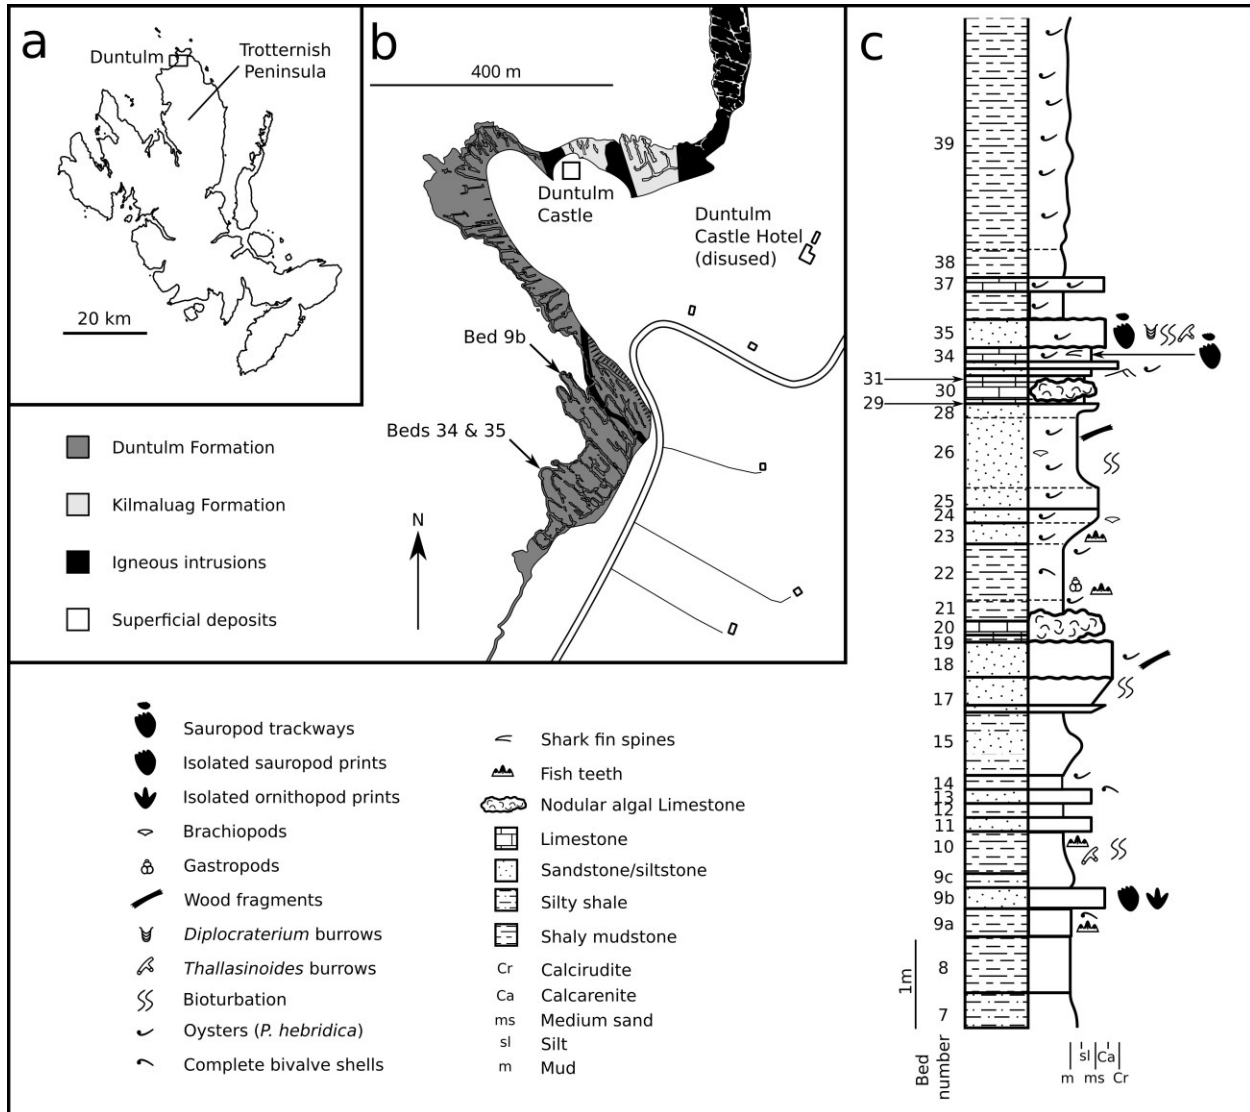 a
Duntulm
Trotternish
Peninsula
20 km
b
400 m
Duntulm
Castle
Duntulm
Castle Hotel
(disused)
Bed 9b
Beds 34 & 35
N
Duntulm Formation
Kilmaluag Formation
Igneous intrusions
Superficial deposits
Sauropod trackways
Isolated sauropod prints
Isolated ornithopod prints
Brachiopods
Gastropods
Wood fragments
Diplocraterium burrows
Thallasinoides burrows
Bioturbation
Oysters (P. hebridica)
Complete bivalve shells
Shark fin spines
Fish teeth
Nodular algal Limestone
Limestone
Sandstone/siltstone
Silty shale
Shaly mudstone
Cr Calcirudite
Ca Calcarenite
ms Medium sand
sl Silt
m Mud
c
39
38
37
35
34
31
30
29
28
26
25
24
23
22
21
20
19
18
17
15
14
13
12
11
10
9c
9b
9a
8
7
1m
Bed
number
sl Ca
m ms Cr